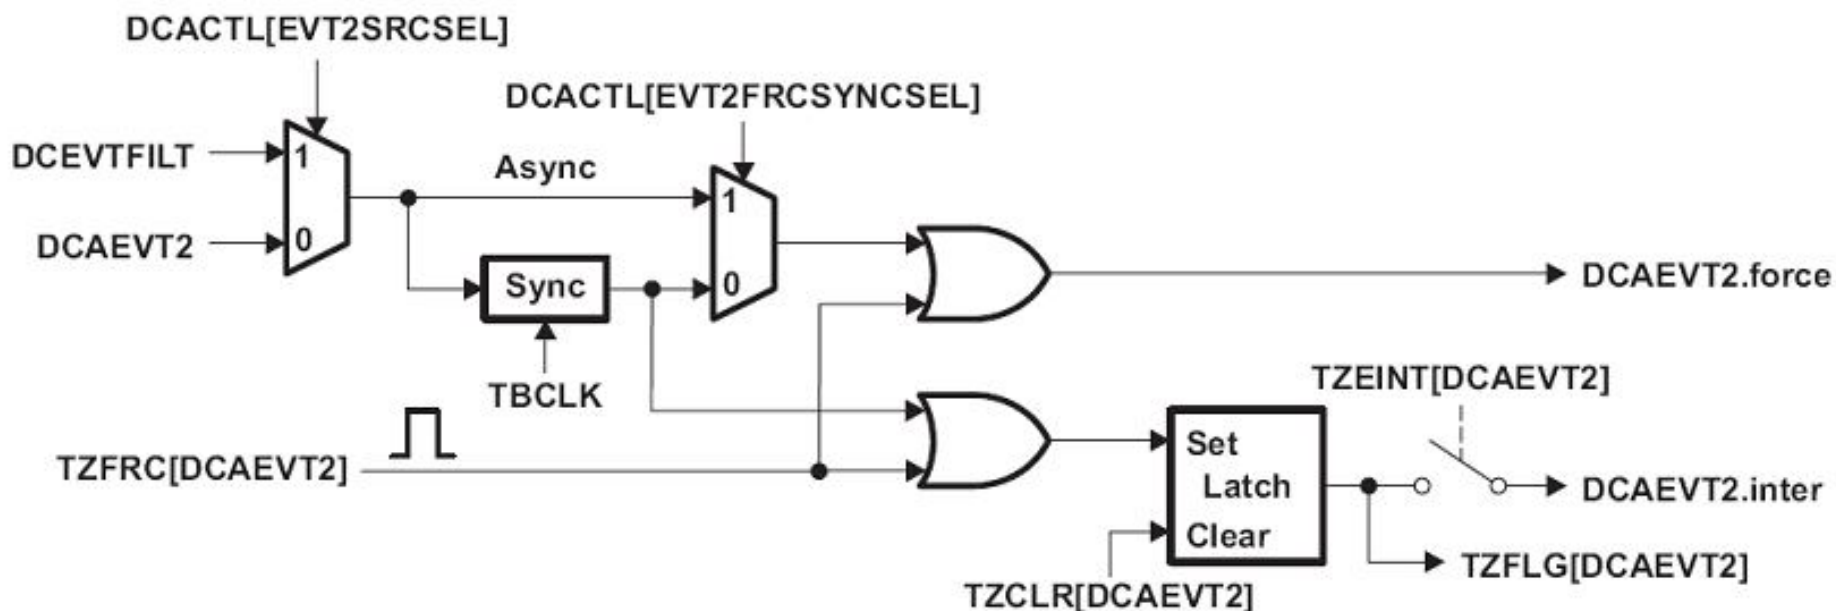 DCACTL[EVT2SRCSEL]
DCACTL[EVT2FRCSYNCSEL]
DCEVTFILT
1
Async
1
DCAEVT2
0
Sync
0
DCAEVT2.force
TBCLK
TZEINT[DCAEVT2]
TZFRC[DCAEVT2]
Set
Latch
DCAEVT2.inter
Clear
TZFLG[DCAEVT2]
TZCLR[DCAEVT2]